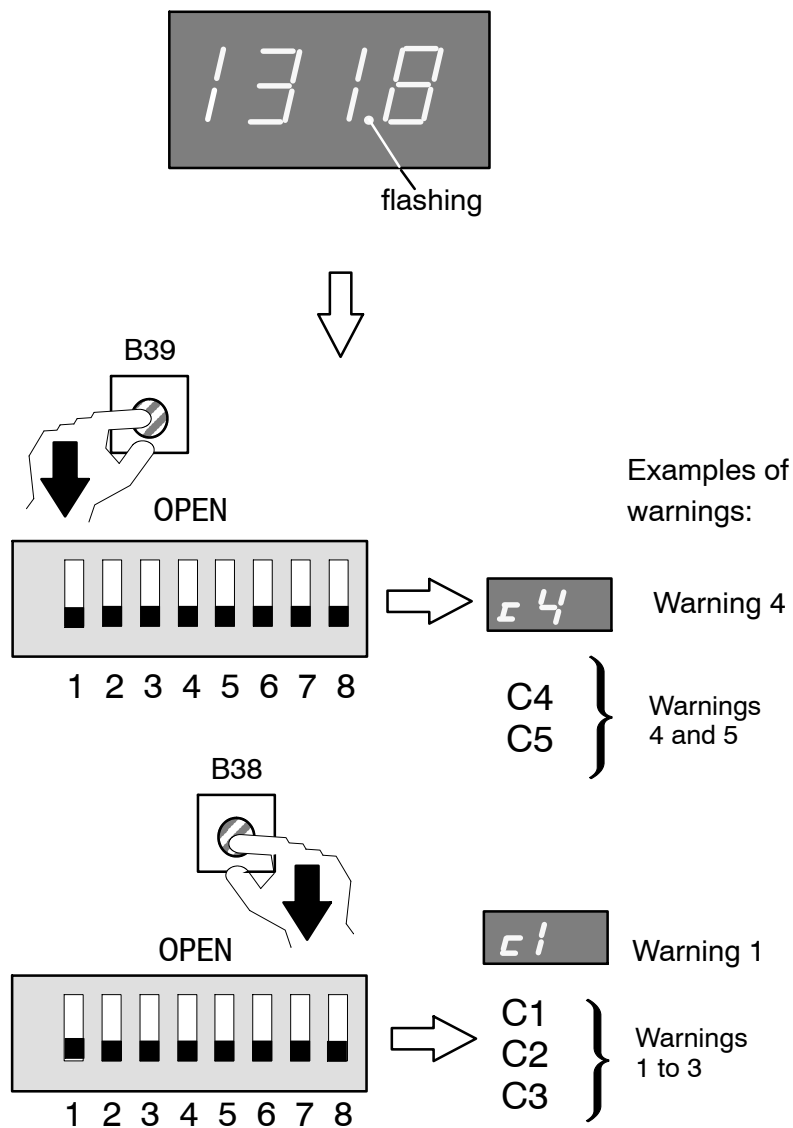 131.8
flashing
B39
OPEN
1 2 3 4 5 6 7 8
Examples of
warnings:
c 4
Warning 4
C4
C5
Warnings
4 and 5
B38
OPEN
1 2 3 4 5 6 7 8
c1
Warning 1
C1
C2
C3
Warnings
1 to 3